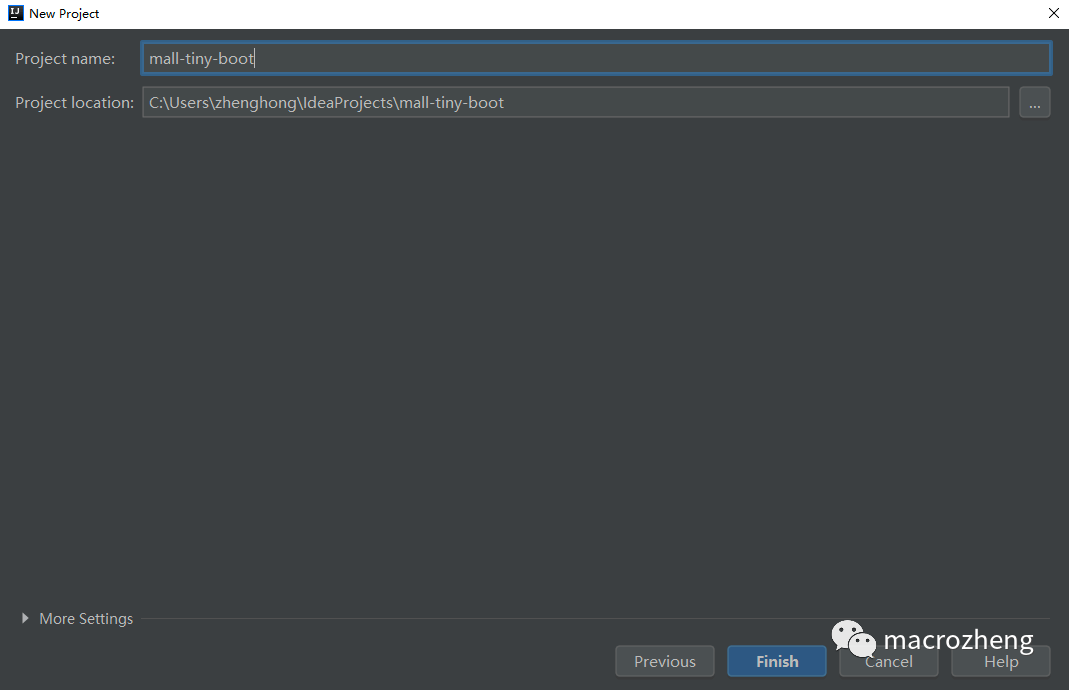 IJ
New Project
Project name: mall-tiny-boot
Project location: C:\Users\zhenghong\IdeaProjects\mall-tiny-boot ...
More Settings
macrozheng
Previous Finish Cancel Help